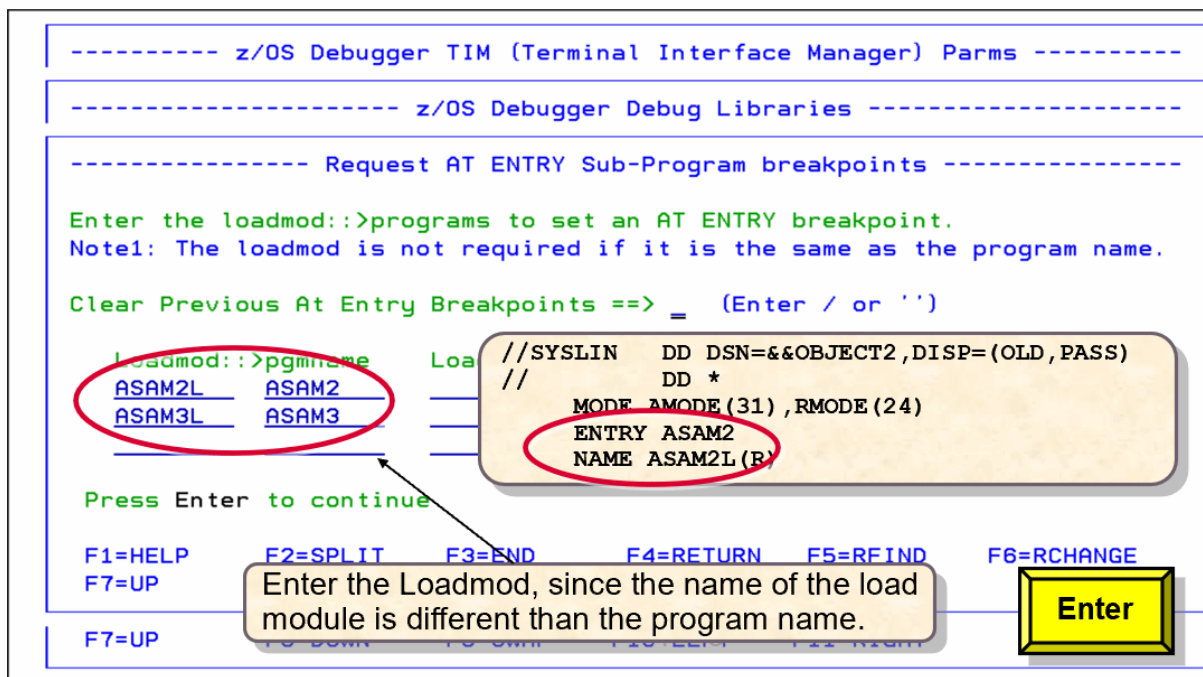 ---------- z/OS Debugger TIM (Terminal Interface Manager) Parms ----------
---------------------- z/OS Debugger Debug Libraries ---------------------
---------------- Request AT ENTRY Sub-Program breakpoints ----------------
Enter the loadmod::>programs to set an AT ENTRY breakpoint.
Note1: The loadmod is not required if it is the same as the program name.
Clear Previous At Entry Breakpoints ==> _ (Enter / or '')
Loadmod::>pgmname Loa
ASAM2L ASAM2
ASAM3L ASAM3
//SYSLIN DD DSN=&&OBJECT2,DISP=(OLD,PASS)
// DD *
MODE AMODE(31),RMODE(24)
ENTRY ASAM2
NAME ASAM2L(R)
Press Enter to continue
F1=HELP F2=SPLIT F3=END F4=RETURN F5=RFIND F6=RCHANGE
F7=UP
Enter the Loadmod, since the name of the load
module is different than the program name.
Enter
F7=UP